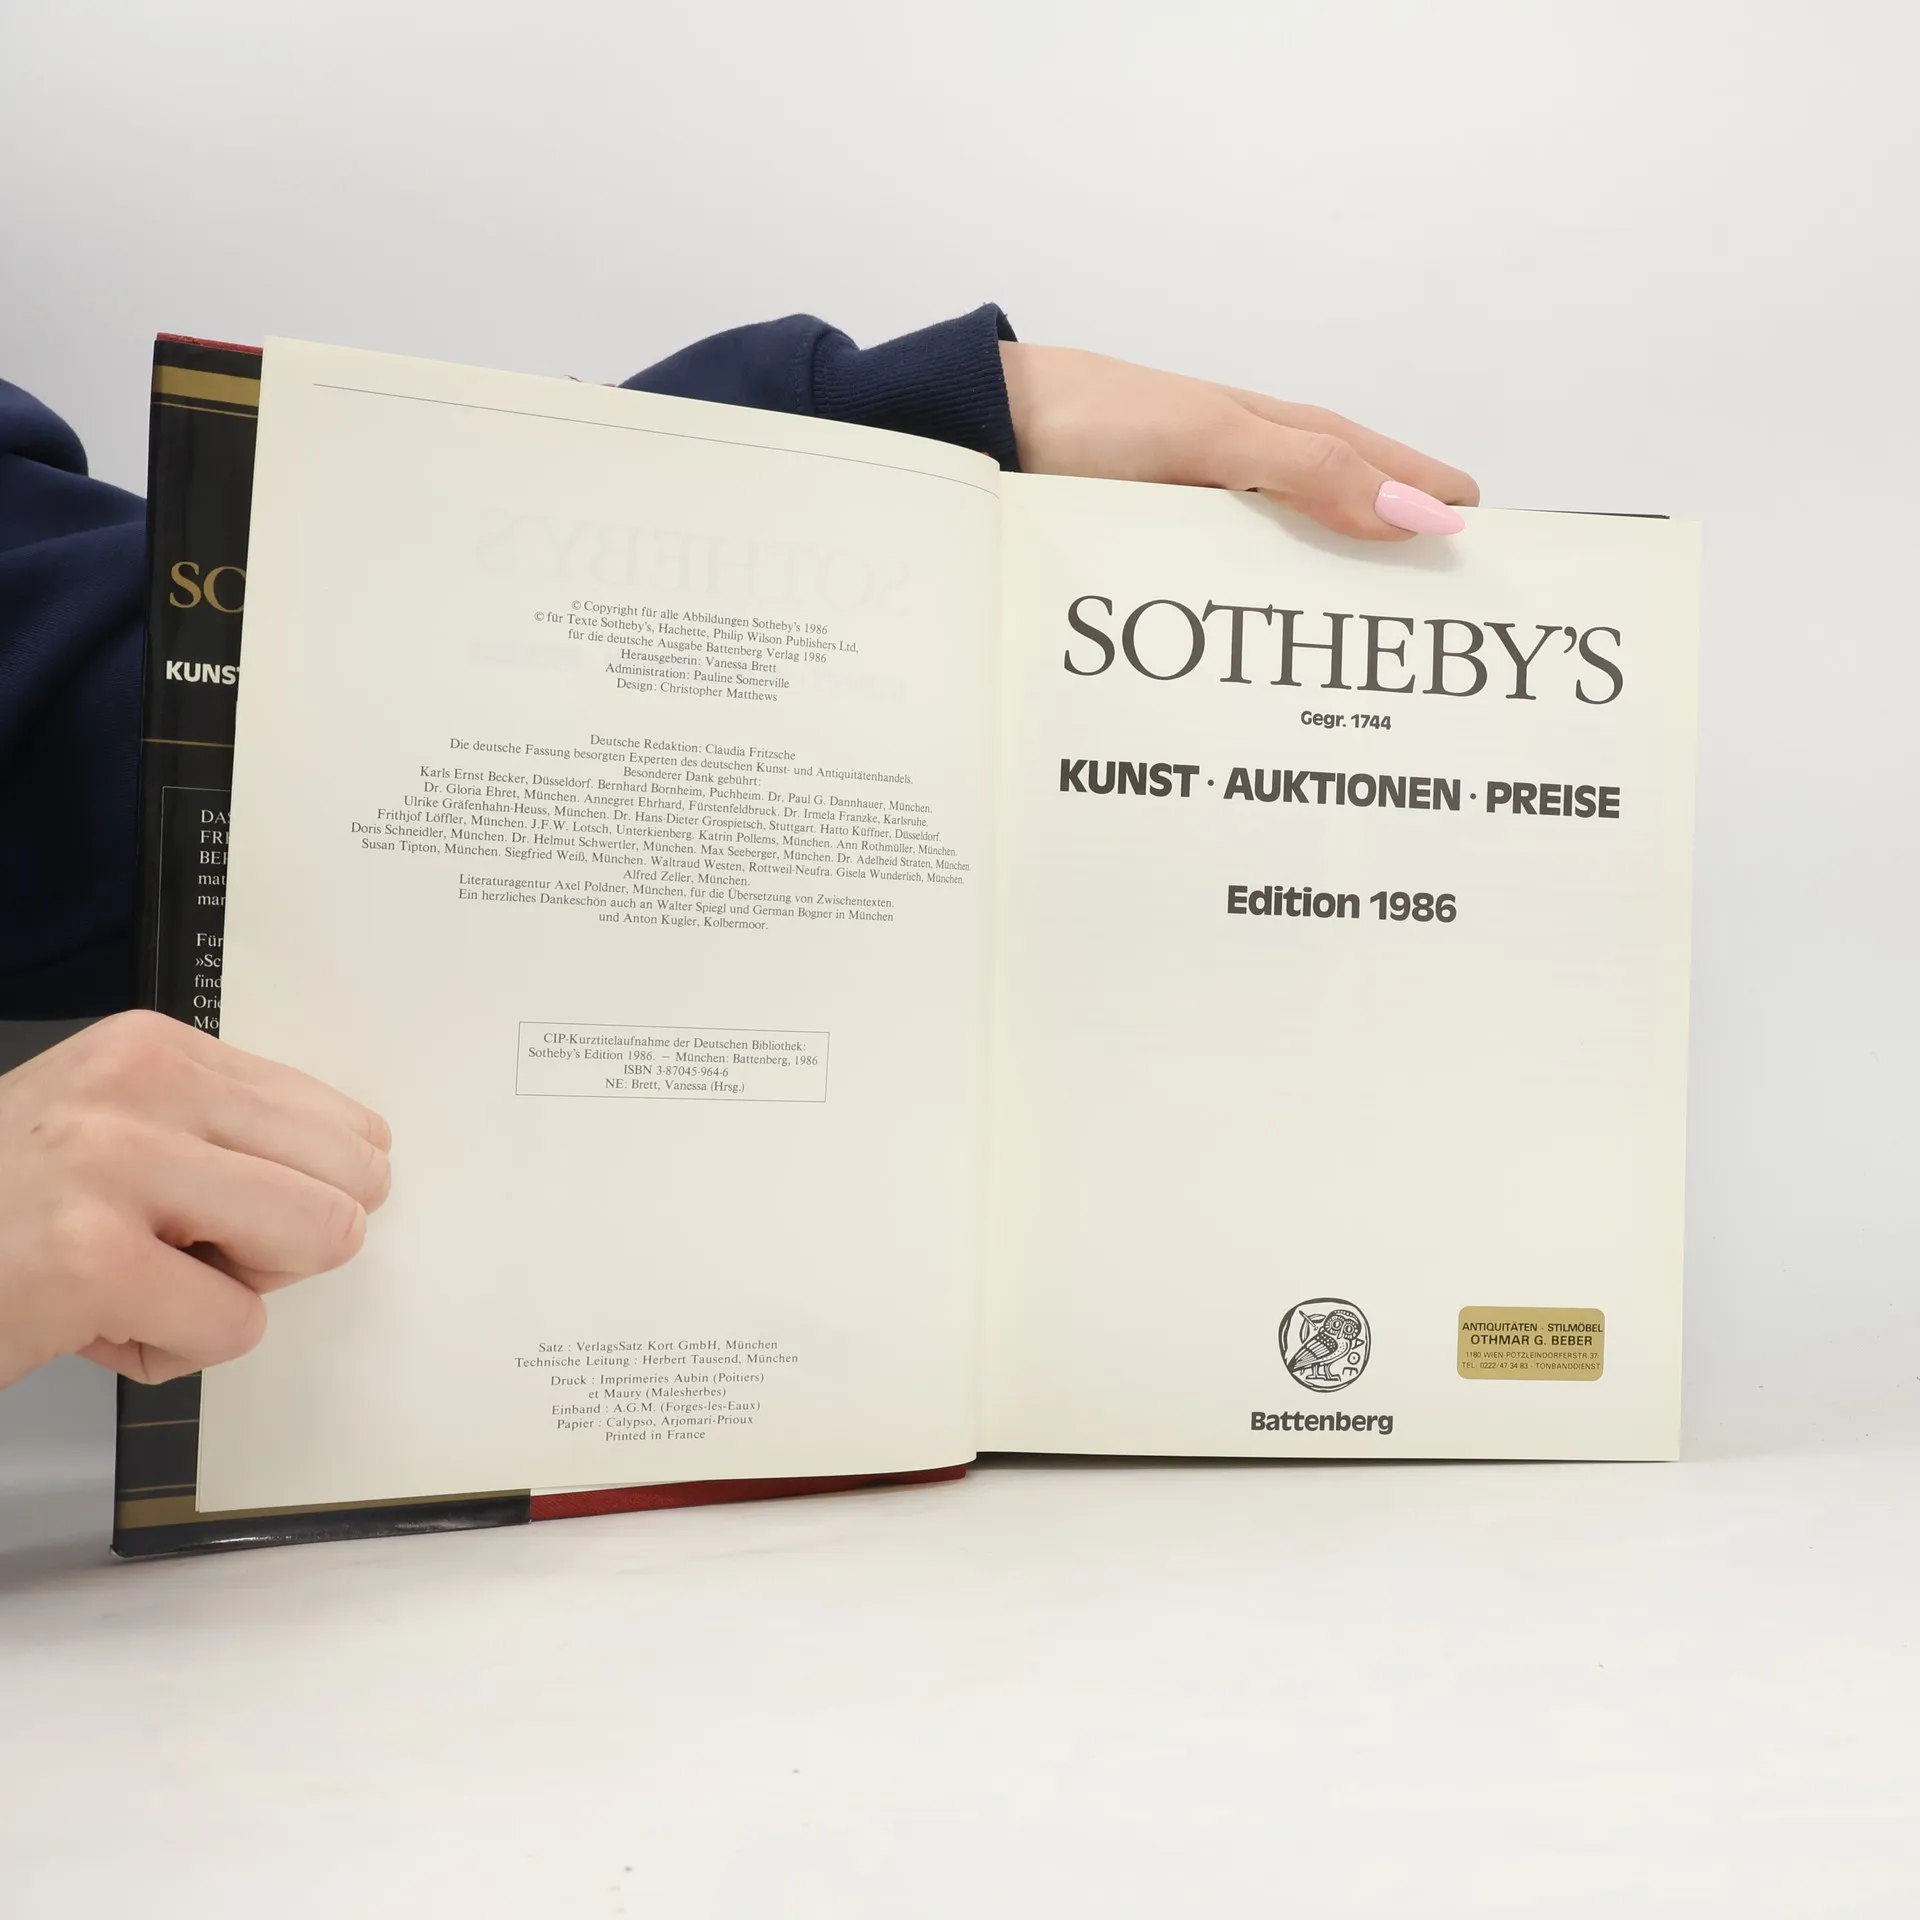 SO
KUNST
DAS
FRE
BER
mat
mar
Für
»Sc
find
Orig
Mö
© Copyright für alle Abbildungen Sotheby's 1986
© für Texte Sotheby's, Hachette, Philip Wilson Publishers Ltd,
für die deutsche Ausgabe Battenberg Verlag 1986
Herausgeberin: Vanessa Brett
Administration: Pauline Somerville
Design: Christopher Matthews
Deutsche Redaktion: Claudia Fritzsche
Die deutsche Fassung besorgten Experten des deutschen Kunst- und Antiquitätenhandels.
Besonderer Dank gebührt:
Karls Ernst Becker, Düsseldorf. Bernhard Bornheim, Puchheim. Dr. Paul G. Dannhauer, München.
Dr. Gloria Ehret, München. Annegret Ehrhard, Fürstenfeldbruck. Dr. Irmela Franzke, Karlsruhe.
Ulrike Gräfenhahn-Heuss, München. Dr. Hans-Dieter Grospietsch, Stuttgart. Hatto Küffner, Düsseldorf.
Frithjof Löffler, München. J.F.W. Lotsch, Unterkienberg. Katrin Pollems, München. Ann Rothmüller, München.
Doris Schneidler, München. Dr. Helmut Schwertler, München. Max Seeberger, München. Dr. Adelheid Straten, München.
Susan Tipton, München. Siegfried Weiß, München. Waltraud Westen, Rottweil-Neufra. Gisela Wunderlich, München.
Alfred Zeller, München.
Literaturagentur Axel Poldner, München, für die Übersetzung von Zwischentexten.
Ein herzliches Dankeschön auch an Walter Spiegl und German Bogner in München
und Anton Kugler, Kolbermoor.
CIP-Kurztitelaufnahme der Deutschen Bibliothek:
Sotheby's Edition 1986. – München: Battenberg, 1986
ISBN 3-87045-964-6
NE: Brett, Vanessa (Hrsg.)
Satz : VerlagsSatz Kort GmbH, München
Technische Leitung : Herbert Tausend, München
Druck : Imprimeries Aubin (Poitiers)
et Maury (Malesherbes)
Einband : A.G.M. (Forges-les-Eaux)
Papier : Calypso, Arjomari-Prioux
Printed in France
SOTHEBY'S
Gegr. 1744
KUNST · AUKTIONEN · PREISE
Edition 1986
Battenberg
ANTIQUITÄTEN - STILMÖBEL
OTHMAR G. BEBER
1180 WIEN-PÖTZLEINDORFERSTR. 37
TEL. 0222/47 34 83 - TONBANDDIENST